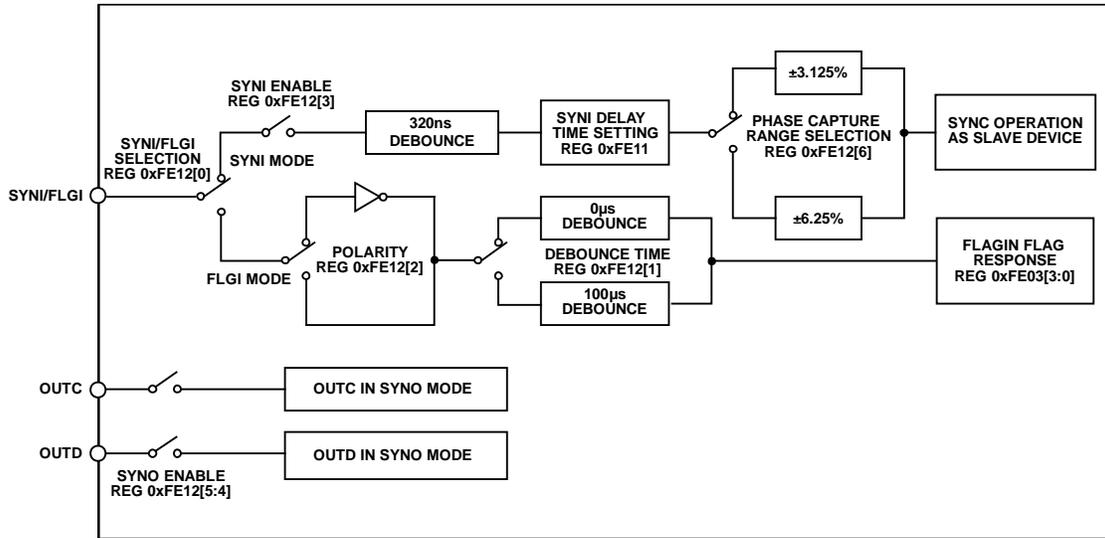 SYNI/FLGI
SYNI/FLGI
SELECTION
REG 0xFE12[0]
SYNI MODE
SYNI ENABLE
REG 0xFE12[3]
320ns
DEBOUNCE
SYNI DELAY
TIME SETTING
REG 0xFE11
PHASE CAPTURE
RANGE SELECTION
REG 0xFE12[6]
±3.125%
±6.25%
SYNC OPERATION
AS SLAVE DEVICE
FLGI MODE
POLARITY
REG 0xFE12[2]
0µs
DEBOUNCE
DEBOUNCE TIME
REG 0xFE12[1]
100µs
DEBOUNCE
FLAGIN FLAG
RESPONSE
REG 0xFE03[3:0]
OUTC
OUTC IN SYNO MODE
OUTD
OUTD IN SYNO MODE
SYNO ENABLE
REG 0xFE12[5:4]